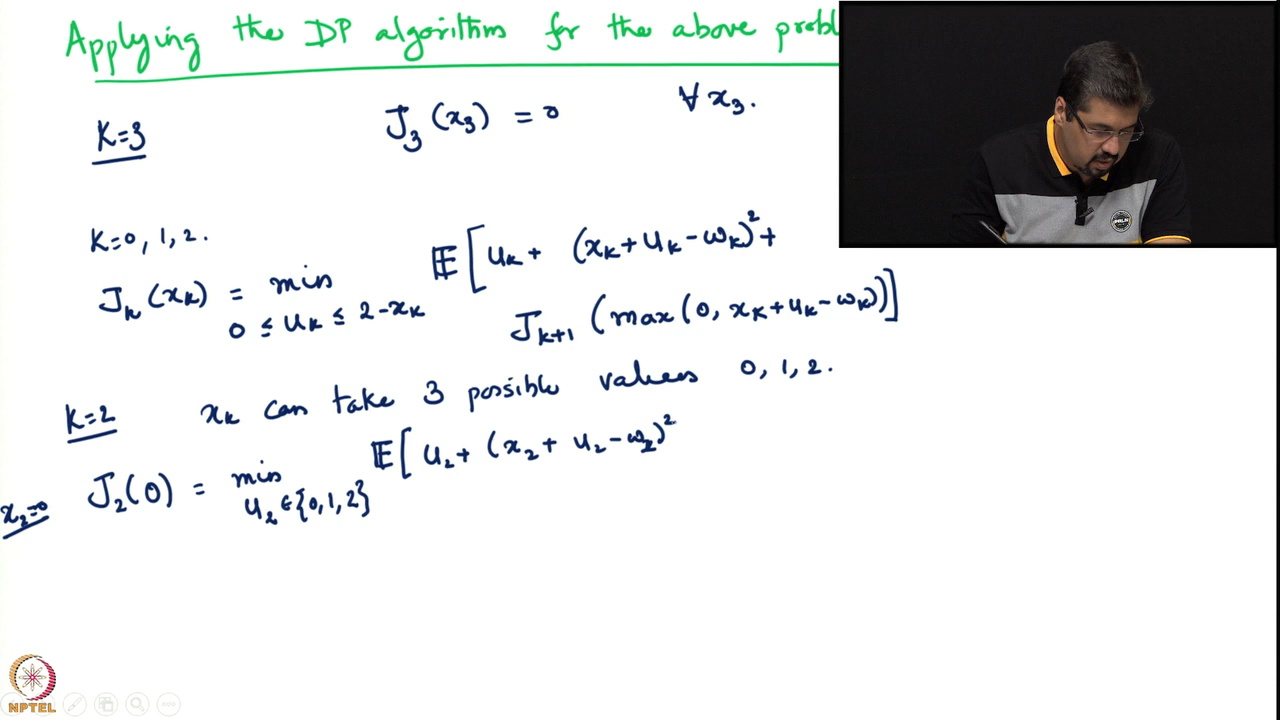 Applying the DP algorithm for the above probl
K=3 J₃(x₃) = 0 ∀ x₃.
K=0, 1, 2.
Jₖ(xₖ) = min 0 ≤ uₖ ≤ 2-xₖ 𝔼[uₖ + (xₖ+uₖ-ωₖ)² +
Jₖ₊₁(max(0, xₖ+uₖ-ωₖ))]
K=2 xₖ can take 3 possible values 0, 1, 2.
x₂=0 J₂(0) = min u₂∈{0,1,2} 𝔼[u₂+ (x₂+ u₂-ω₂)²
NPTEL